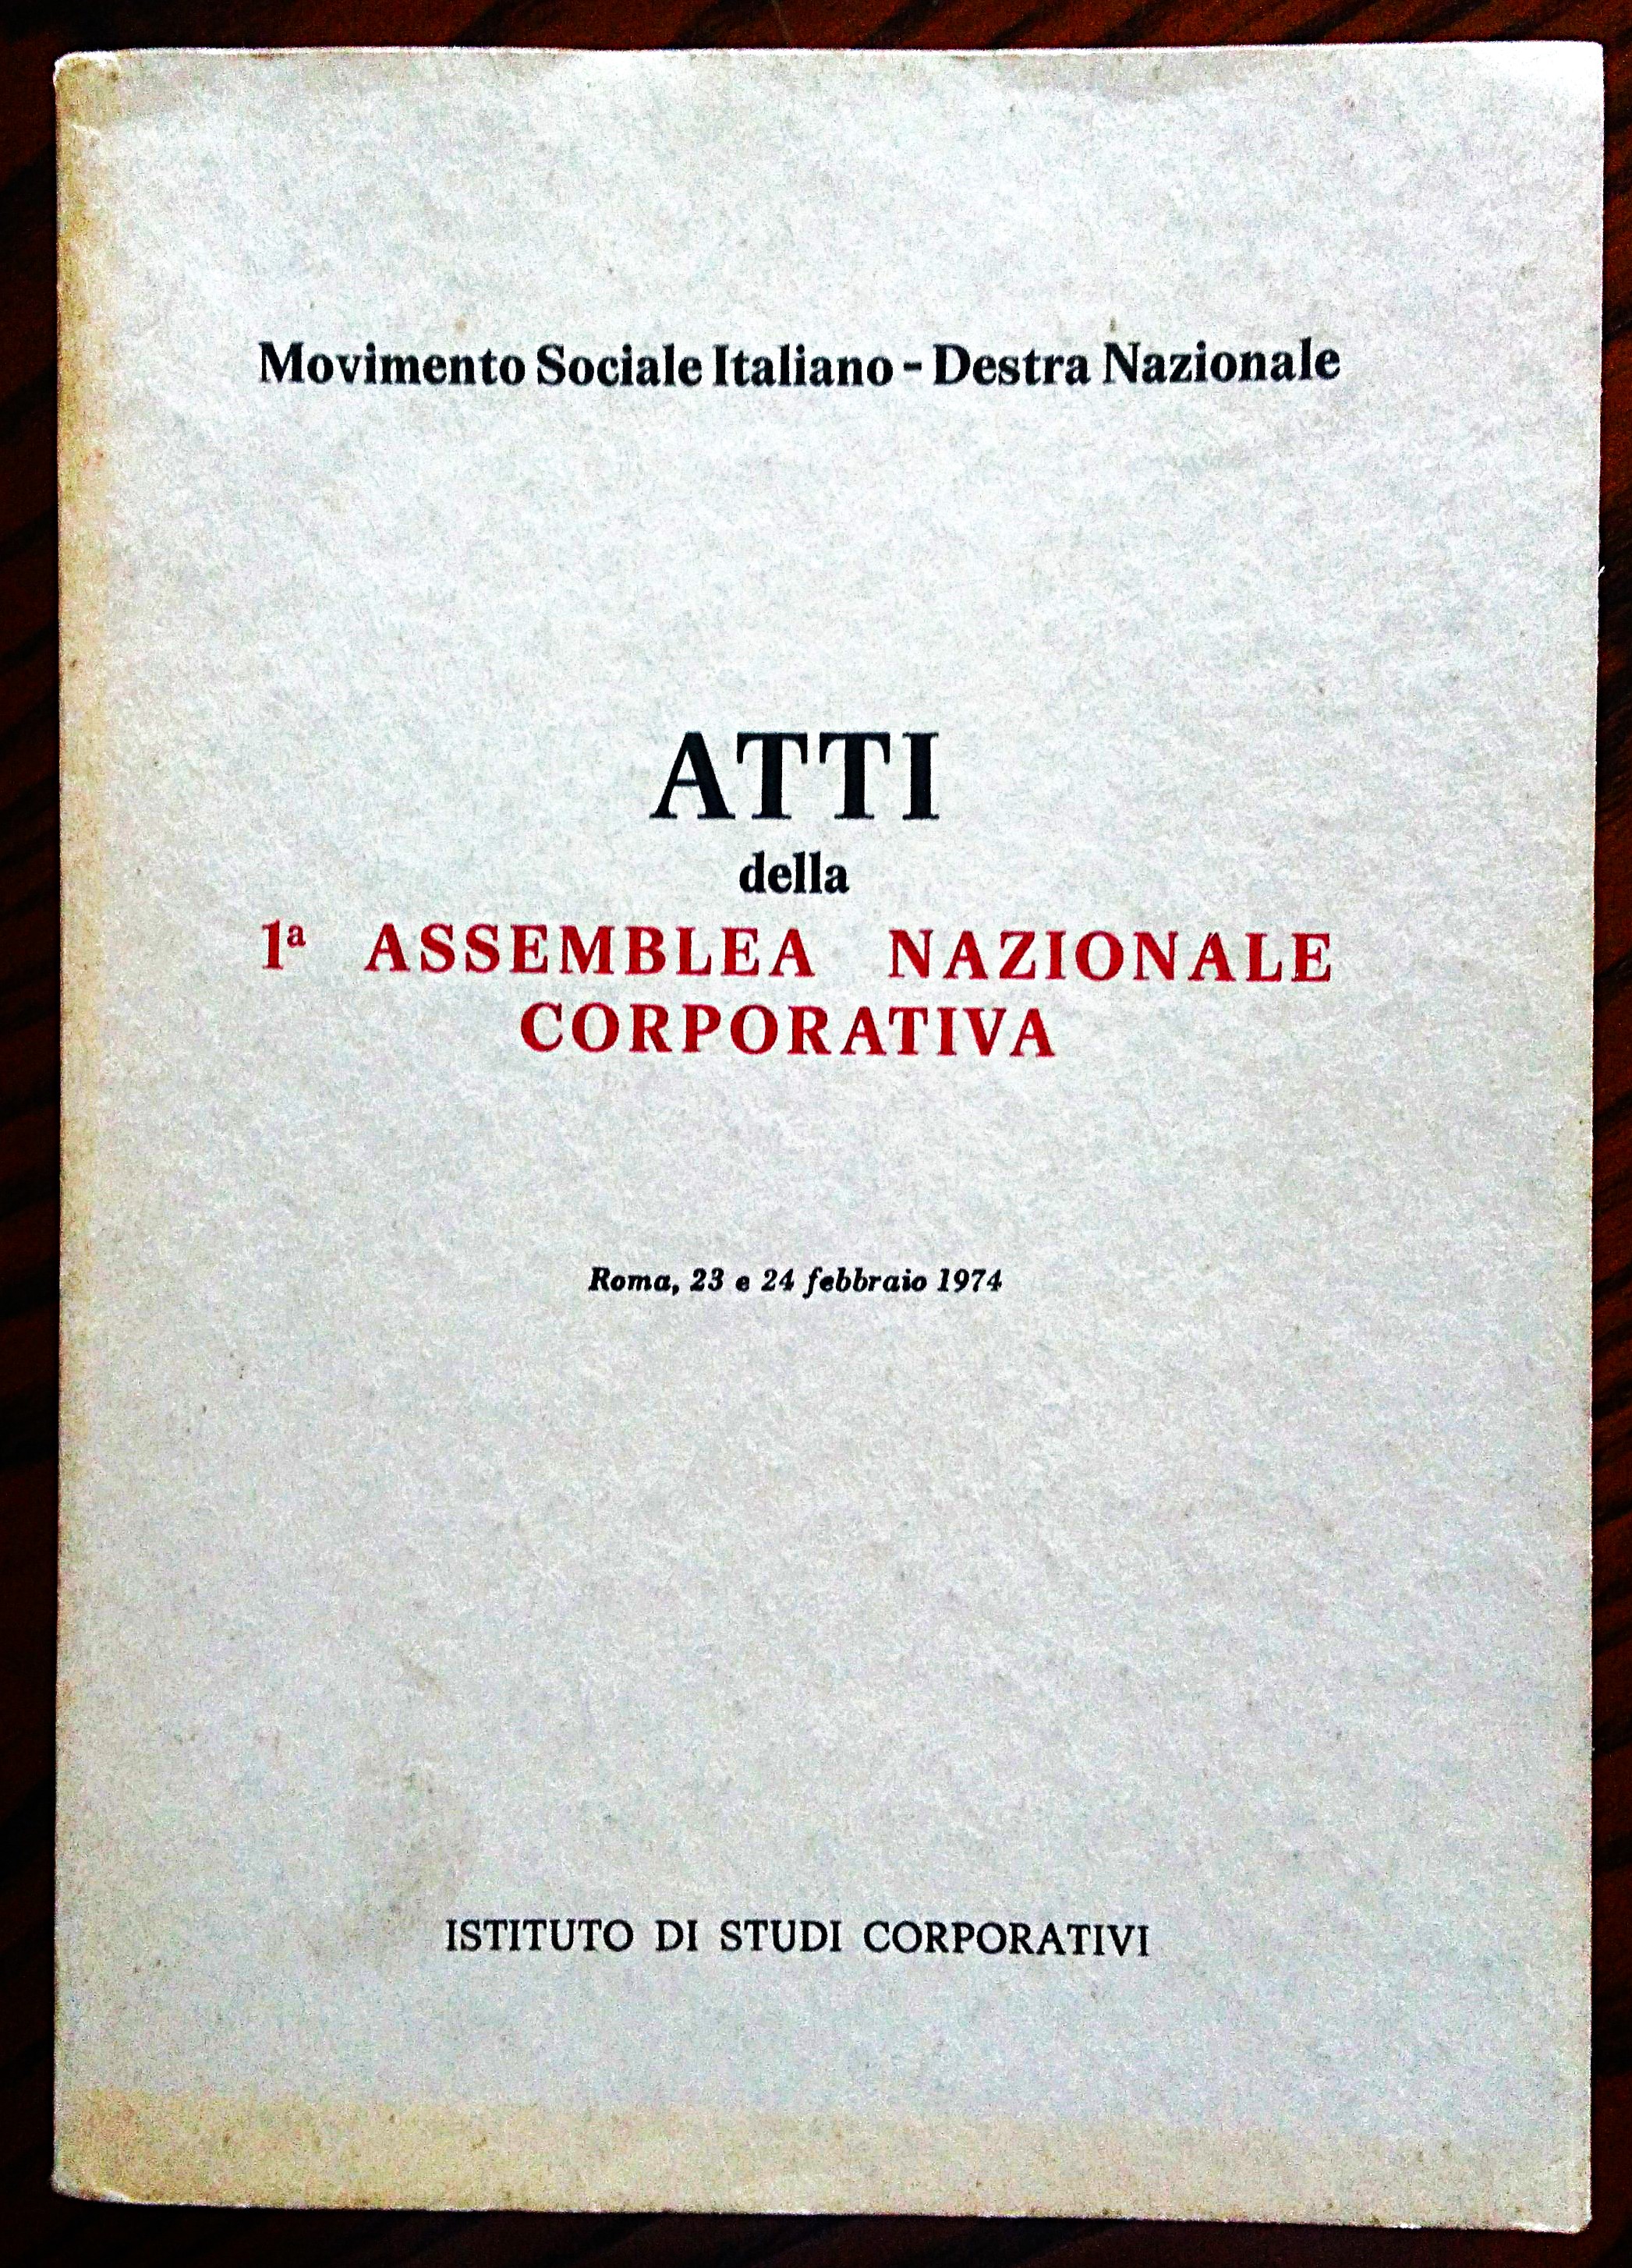 Movimento Sociale Italiano - Destra Nazionale
ATTI
della
1ª ASSEMBLEA NAZIONALE
CORPORATIVA
Roma, 23 e 24 febbraio 1974
ISTITUTO DI STUDI CORPORATIVI